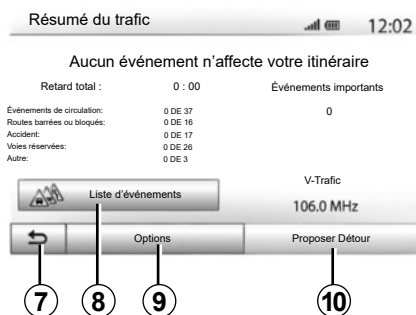 Résumé du trafic
12:02
Aucun événement n'affecte votre itinéraire
Retard total : 0 : 00
Événements importants
0
Événements de circulation: 0 DE 37
Routes barrées ou bloqués: 0 DE 16
Accident: 0 DE 17
Voies réservées: 0 DE 26
Autre: 0 DE 3
Liste d'événements
V-Trafic
106.0 MHz
Options
Proposer Détour
7 8 9 10